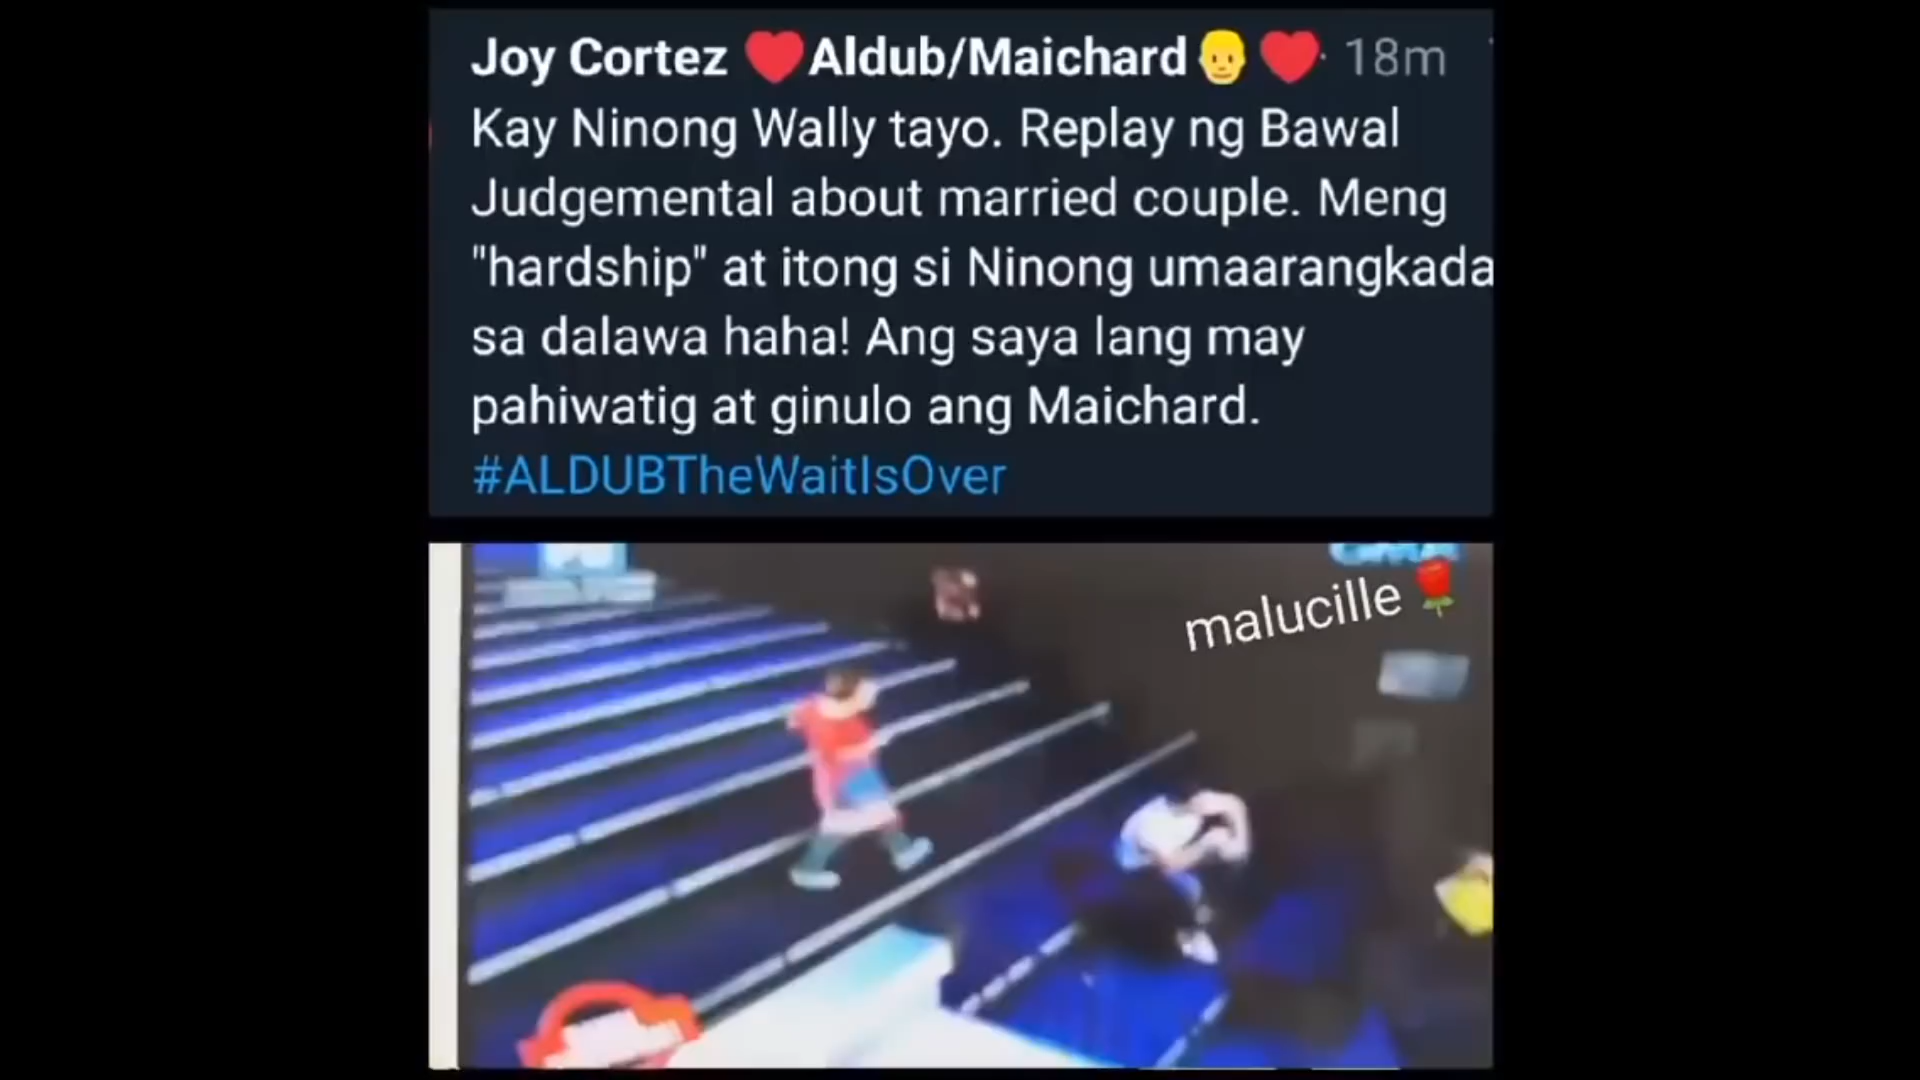 Joy Cortez ❤️Aldub/Maichard👱❤️· 18m
Kay Ninong Wally tayo. Replay ng Bawal
Judgemental about married couple. Meng
"hardship" at itong si Ninong umaarangkada
sa dalawa haha! Ang saya lang may
pahiwatig at ginulo ang Maichard.
#ALDUBTheWaitIsOver
GMA
malucille🌹